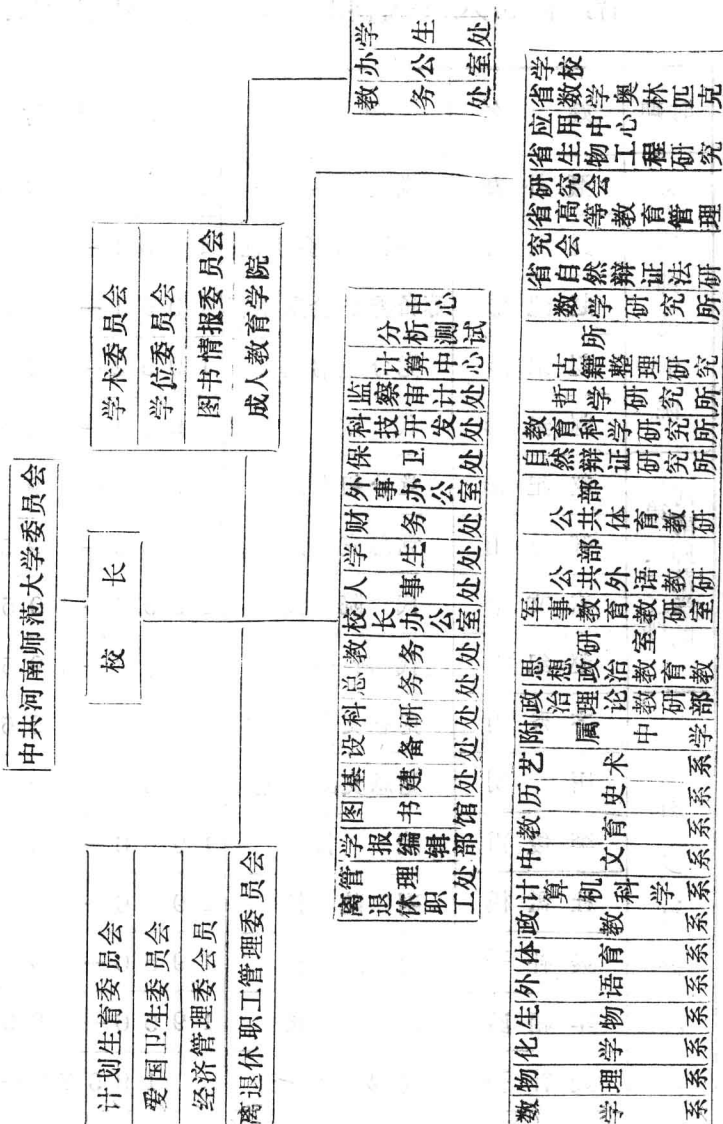 中共河南师范大学委员会
校长
计划生育委员会
爱国卫生委员会
经济管理委会员
离退休职工管理委员会
学术委员会
学位委员会
图书情报委员会
成人教育学院
教务处
办公室
学生处
离退休职工管理处
学报编辑部
图书馆
基建处
设备处
科研处
总务处
教务处
校长办公室
人事处
学生处
财务处
外事办公室
保卫处
科技开发处
监察审计处
计算中心
分析测试中心
数学系
物理系
化学系
生物系
外语系
体育系
政教系
计算机科学系
中文系
教育系
历史系
艺术系
附属中学
政治理论教研部
思想政治教育教研室
军事教育教研室
公共外语教研部
公共体育教研部
自然辩证研究所
教育科学研究所
哲学研究所
古籍整理研究所
数学研究所
省自然辩证法研究会
省高等教育管理研究会
省生物工程研究应用中心
省数学奥林匹克学校